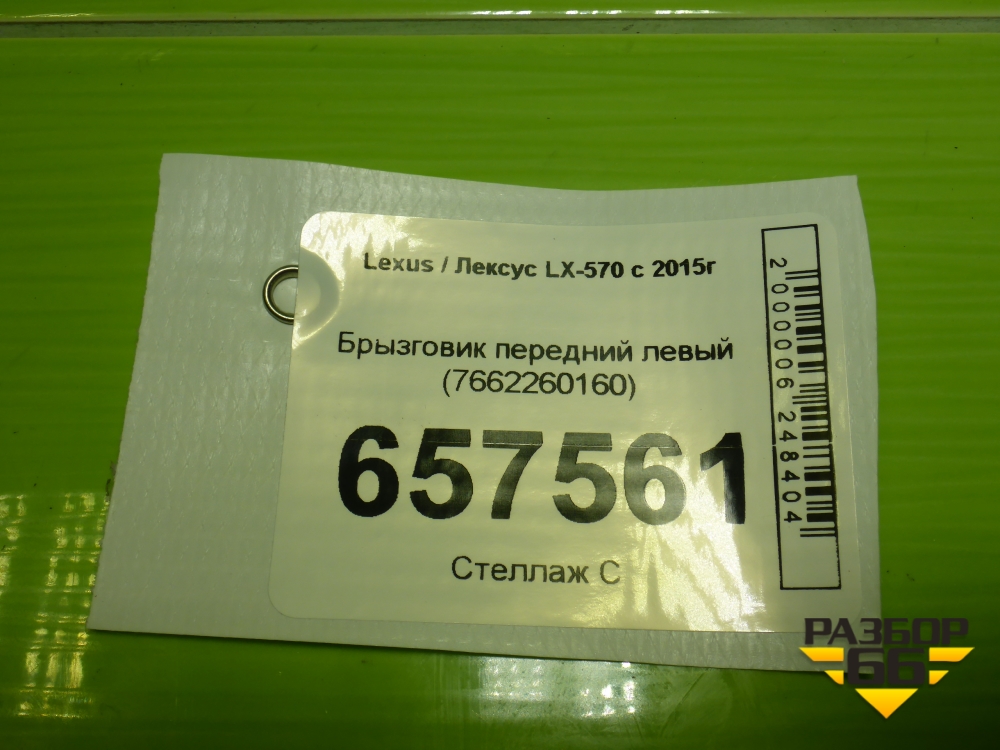 Lexus / Лексус LX-570 с 2015г
Брызговик передний левый
(7662260160)
657561
Стеллаж С
2000006248404
РАЗБОР
66